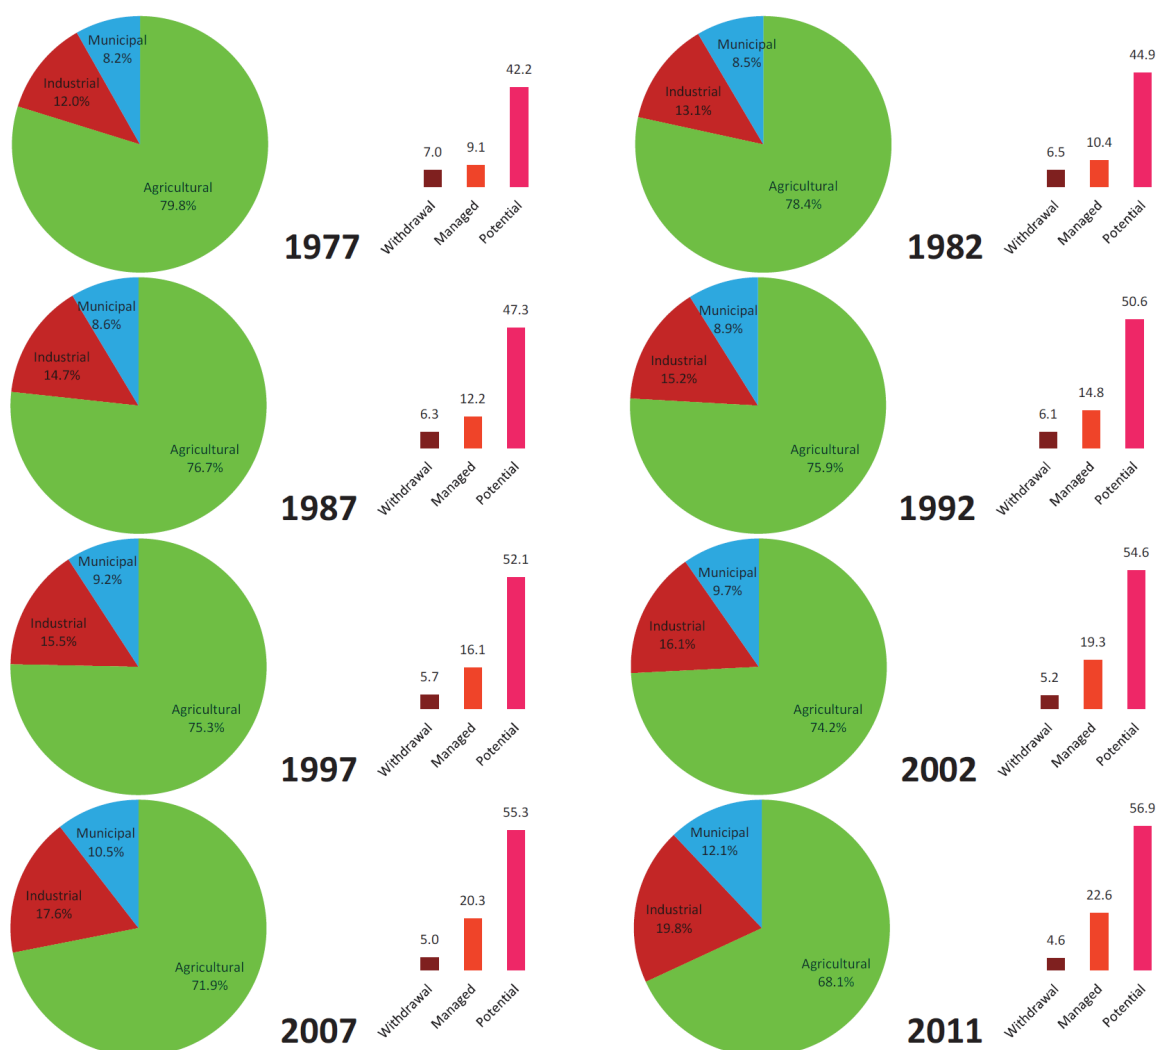 Municipal
8.2%
Industrial
12.0%
Agricultural
79.8%
1977
42.2
9.1
7.0
Withdrawal
Managed
Potential
Municipal
8.5%
Industrial
13.1%
Agricultural
78.4%
1982
44.9
10.4
6.5
Withdrawal
Managed
Potential
Municipal
8.6%
Industrial
14.7%
Agricultural
76.7%
1987
47.3
12.2
6.3
Withdrawal
Managed
Potential
Municipal
8.9%
Industrial
15.2%
Agricultural
75.9%
1992
50.6
14.8
6.1
Withdrawal
Managed
Potential
Municipal
9.2%
Industrial
15.5%
Agricultural
75.3%
1997
52.1
16.1
5.7
Withdrawal
Managed
Potential
Municipal
9.7%
Industrial
16.1%
Agricultural
74.2%
2002
54.6
19.3
5.2
Withdrawal
Managed
Potential
Municipal
10.5%
Industrial
17.6%
Agricultural
71.9%
2007
55.3
20.3
5.0
Withdrawal
Managed
Potential
Municipal
12.1%
Industrial
19.8%
Agricultural
68.1%
2011
56.9
22.6
4.6
Withdrawal
Managed
Potential